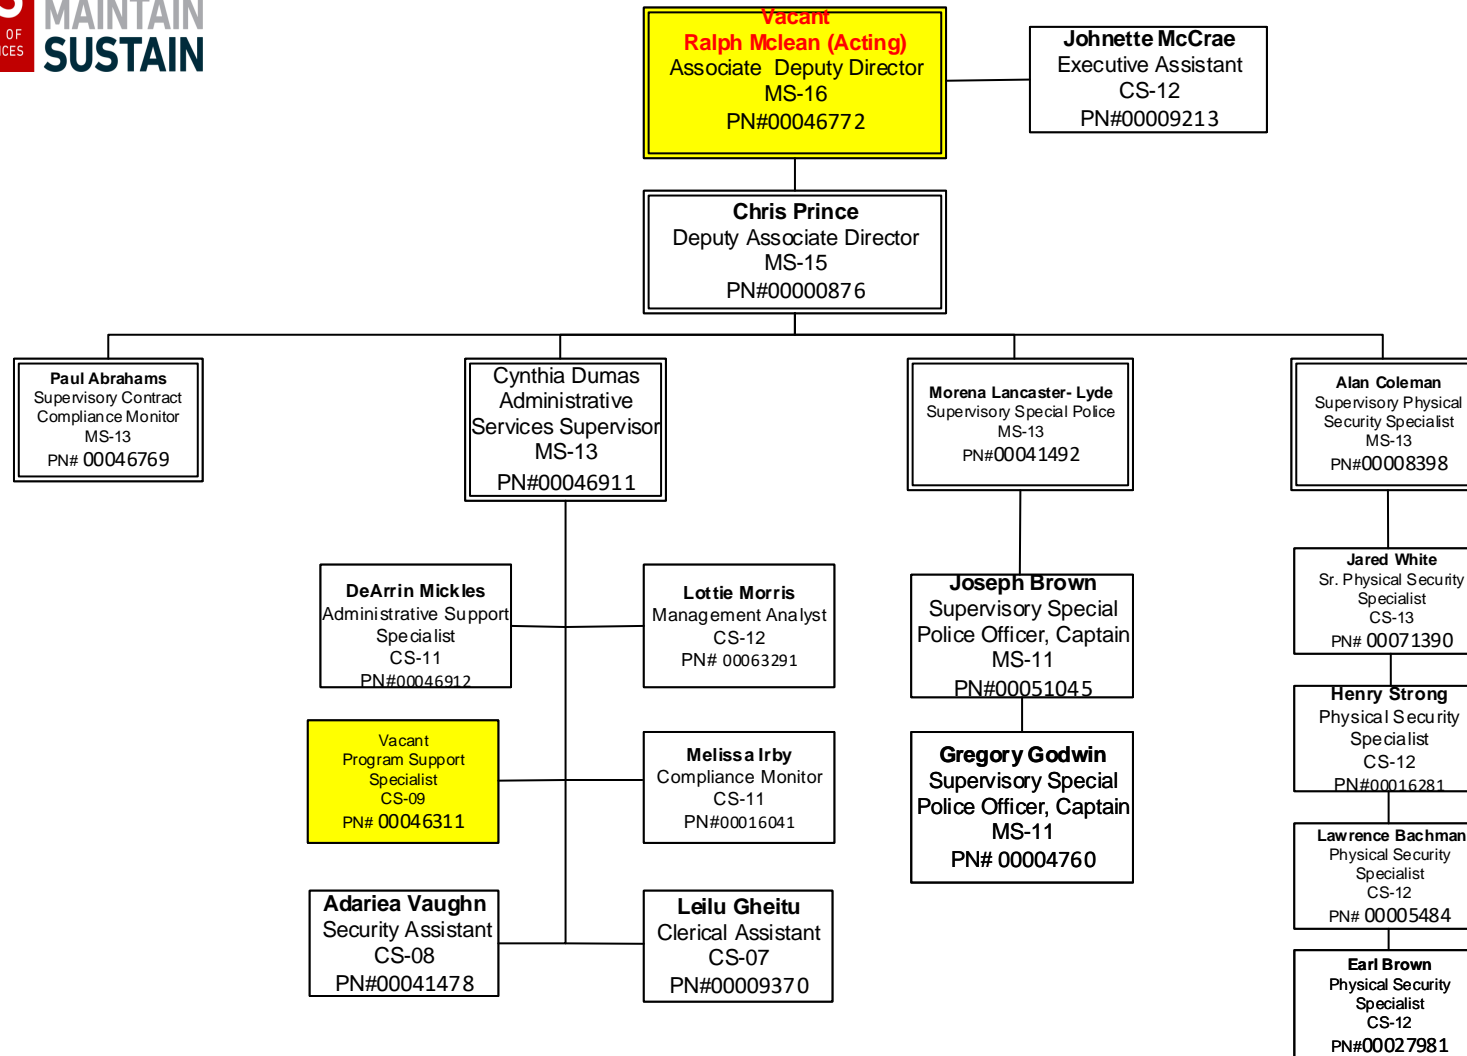 MAINTAIN
OF
SUSTAIN
Vacant
Ralph Mclean (Acting)
Associate Deputy Director
MS-16
PN#00046772
Johnette McCrae
Executive Assistant
CS-12
PN#00009213
Chris Prince
Deputy Associate Director
MS-15
PN#00000876
Paul Abrahams
Supervisory Contract
Compliance Monitor
MS-13
PN# 00046769
Cynthia Dumas
Administrative
Services Supervisor
MS-13
PN#00046911
Morena Lancaster- Lyde
Supervisory Special Police
MS-13
PN#00041492
Alan Coleman
Supervisory Physical
Security Specialist
MS-13
PN#00008398
DeArrin Mickles
Administrative Support
Specialist
CS-11
PN#00046912
Lottie Morris
Management Analyst
CS-12
PN# 00063291
Joseph Brown
Supervisory Special
Police Officer, Captain
MS-11
PN#00051045
Jared White
Sr. Physical Security
Specialist
CS-13
PN# 00071390
Vacant
Program Support
Specialist
CS-09
PN# 00046311
Melissa Irby
Compliance Monitor
CS-11
PN#00016041
Gregory Godwin
Supervisory Special
Police Officer, Captain
MS-11
PN# 00004760
Henry Strong
Physical Security
Specialist
CS-12
PN#00016281
Lawrence Bachman
Physical Security
Specialist
CS-12
PN# 00005484
Adariea Vaughn
Security Assistant
CS-08
PN#00041478
Leilu Gheitu
Clerical Assistant
CS-07
PN#00009370
Earl Brown
Physical Security
Specialist
CS-12
PN#00027981